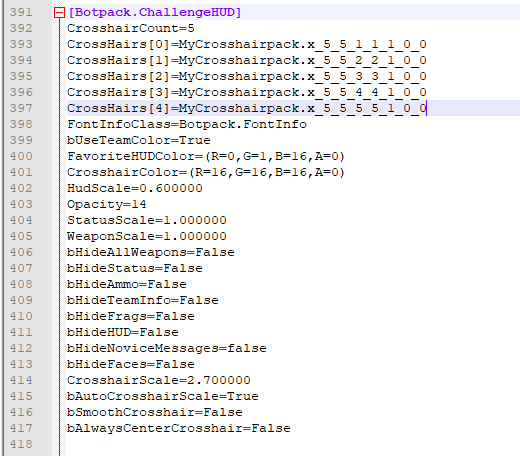 391 [Botpack.ChallengeHUD]
392 CrosshairCount=5
393 CrossHairs[0]=MyCrosshairpack.x_5_5_1_1_1_0_0
394 CrossHairs[1]=MyCrosshairpack.x_5_5_2_2_1_0_0
395 CrossHairs[2]=MyCrosshairpack.x_5_5_3_3_1_0_0
396 CrossHairs[3]=MyCrosshairpack.x_5_5_4_4_1_0_0
397 CrossHairs[4]=MyCrosshairpack.x_5_5_5_5_1_0_0
398 FontInfoClass=Botpack.FontInfo
399 bUseTeamColor=True
400 FavoriteHUDColor=(R=0,G=1,B=16,A=0)
401 CrosshairColor=(R=16,G=16,B=16,A=0)
402 HudScale=0.600000
403 Opacity=14
404 StatusScale=1.000000
405 WeaponScale=1.000000
406 bHideAllWeapons=False
407 bHideStatus=False
408 bHideAmmo=False
409 bHideTeamInfo=False
410 bHideFrags=False
411 bHideHUD=False
412 bHideNoviceMessages=false
413 bHideFaces=False
414 CrosshairScale=2.700000
415 bAutoCrosshairScale=True
416 bSmoothCrosshair=False
417 bAlwaysCenterCrosshair=False
418